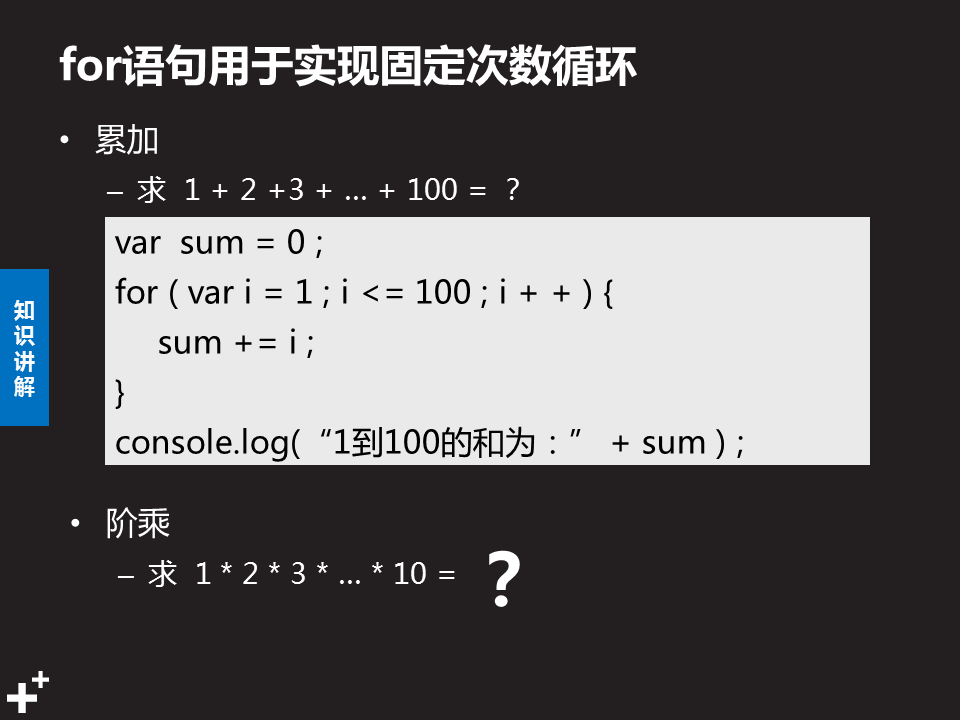 for语句用于实现固定次数循环
• 累加
– 求 1 + 2 +3 + … + 100 = ？
var sum = 0 ;
for ( var i = 1 ; i <= 100 ; i + + ) {
sum += i ;
}
console.log(“1到100的和为：” + sum ) ;
知识讲解
• 阶乘
– 求 1 * 2 * 3 * … * 10 = ？